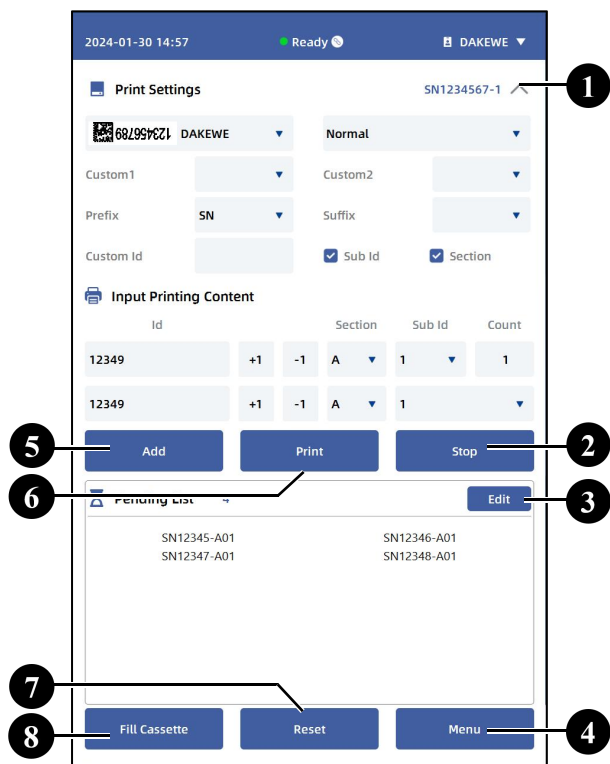 2024-01-30 14:57 Ready DAKEWE
Print Settings SN1234567-1
1
123456789 DAKEWE Normal
Custom1 Custom2
Prefix SN Suffix
Custom Id Sub Id Section
Input Printing Content
Id Section Sub Id Count
12349 +1 -1 A 1 1
12349 +1 -1 A 1
5 Add Print Stop 2
6 Pending List 4 Edit 3
SN12345-A01 SN12346-A01
SN12347-A01 SN12348-A01
7
8 Fill Cassette Reset Menu 4